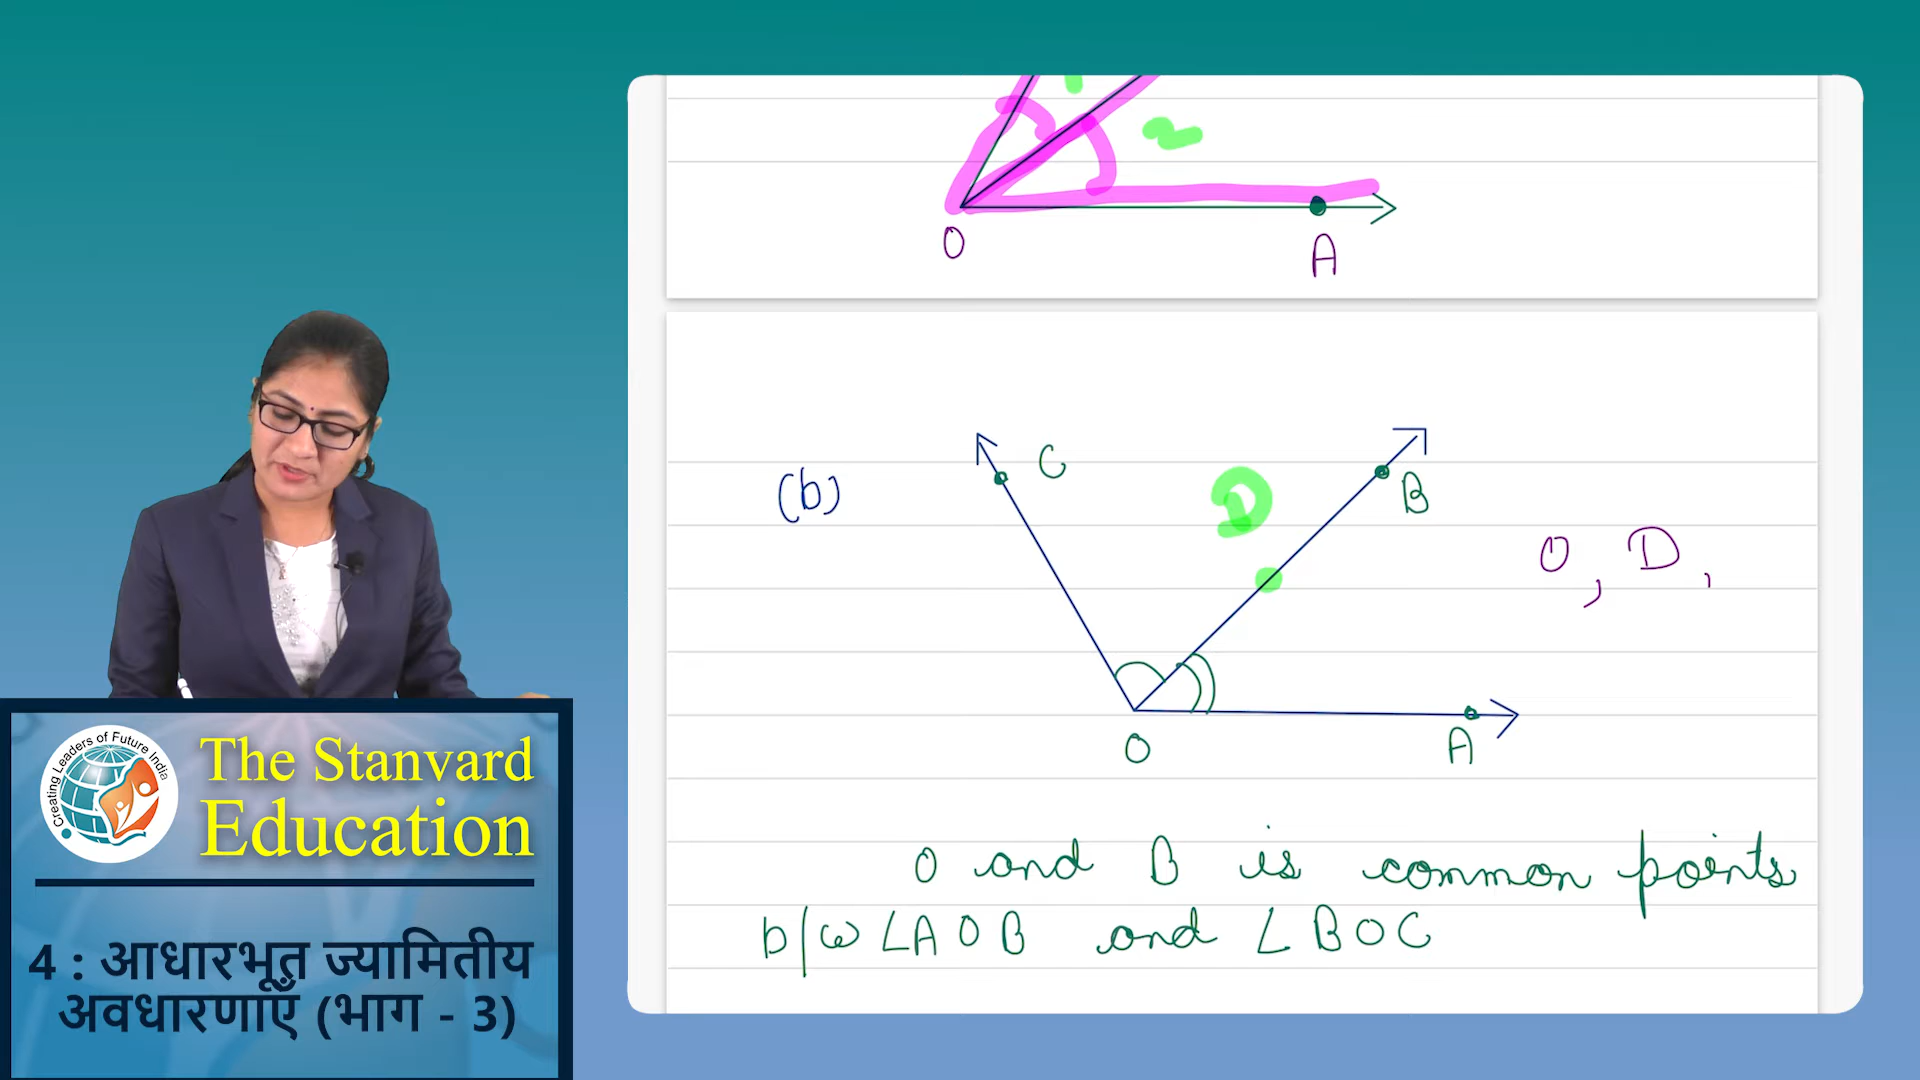 2
O
A
(b)
C
D
B
O, D,
O
A
O and B is common points
b/w ∠AOB and ∠BOC
Creating Leaders of Future India
The Stanvard
Education
4 : आधारभूत ज्यामितीय
अवधारणाएँ (भाग - 3)